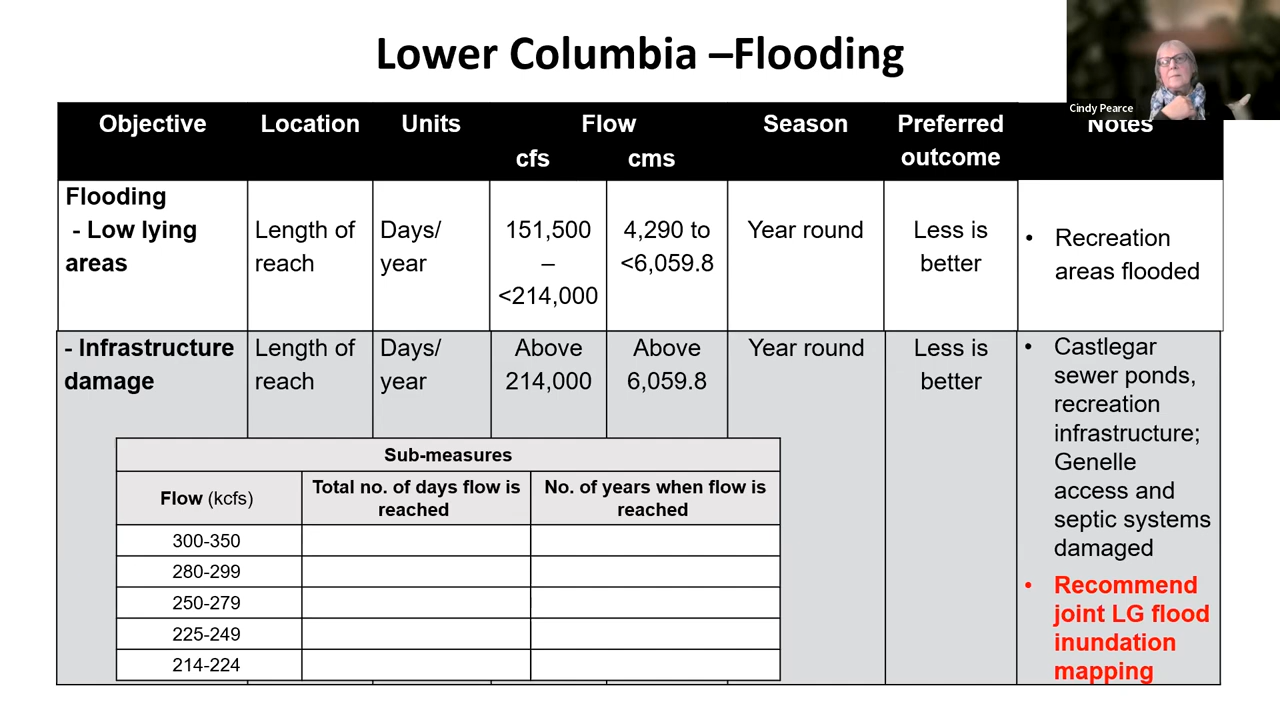 Lower Columbia –Flooding
Cindy Pearce
Objective
Location
Units
Flow
cfs
cms
Season
Preferred
outcome
Notes
Flooding
- Low lying
areas
Length of
reach
Days/
year
151,500
–
<214,000
4,290 to
<6,059.8
Year round
Less is
better
• Recreation
areas flooded
- Infrastructure
damage
Length of
reach
Days/
year
Above
214,000
Above
6,059.8
Year round
Less is
better
• Castlegar
sewer ponds,
recreation
infrastructure;
Genelle
access and
septic systems
damaged
• Recommend
joint LG flood
inundation
mapping
Sub-measures
Flow (kcfs)
Total no. of days flow is
reached
No. of years when flow is
reached
300-350
280-299
250-279
225-249
214-224